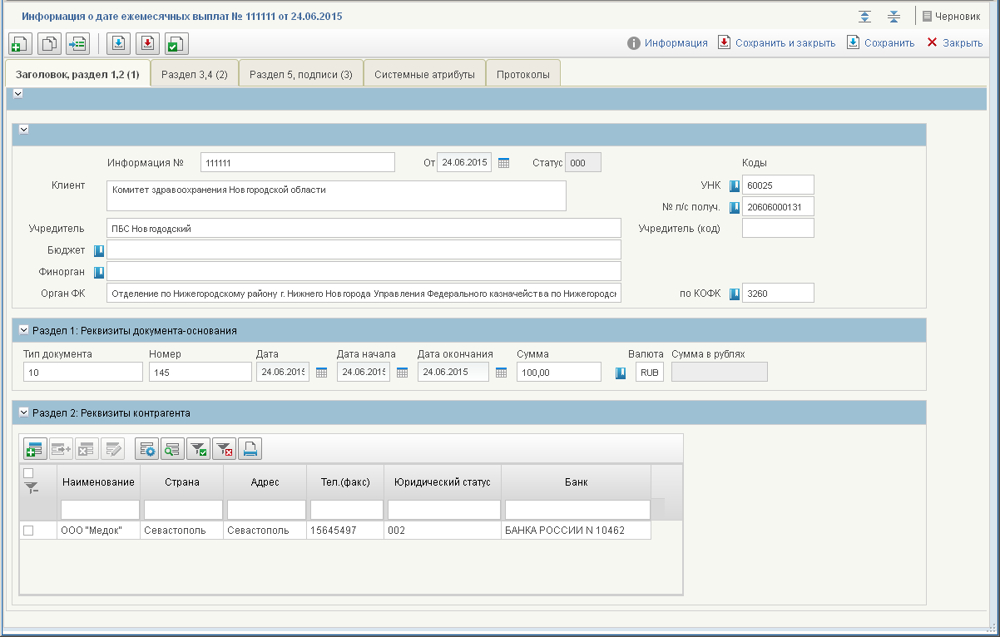 Информация о дате ежемесячных выплат № 111111 от 24.06.2015
Черновик
Информация Сохранить и закрыть Сохранить Закрыть
Заголовок, раздел 1,2 (1) Раздел 3,4 (2) Раздел 5, подписи (3) Системные атрибуты Протоколы
Информация № 111111 От 24.06.2015 Статус 000 Коды
Клиент Комитет здравоохранения Новгородской области УНК 60025
№ л/с получ. 20606000131
Учредитель ПБС Новгододский Учредитель (код)
Бюджет
Финорган
Орган ФК Отделение по Нижегородскому району г. Нижнего Новгорода Управления Федерального казначейства по Нижегородск по КОФК 3260
Раздел 1: Реквизиты документа-основания
Тип документа Номер Дата Дата начала Дата окончания Сумма Валюта Сумма в рублях
10 145 24.06.2015 24.06.2015 24.06.2015 100,00 RUB
Раздел 2: Реквизиты контрагента
Наименование Страна Адрес Тел.(факс) Юридический статус Банк
ООО "Медок" Севастополь Севастополь 15645497 002 БАНКА РОССИИ N 10462